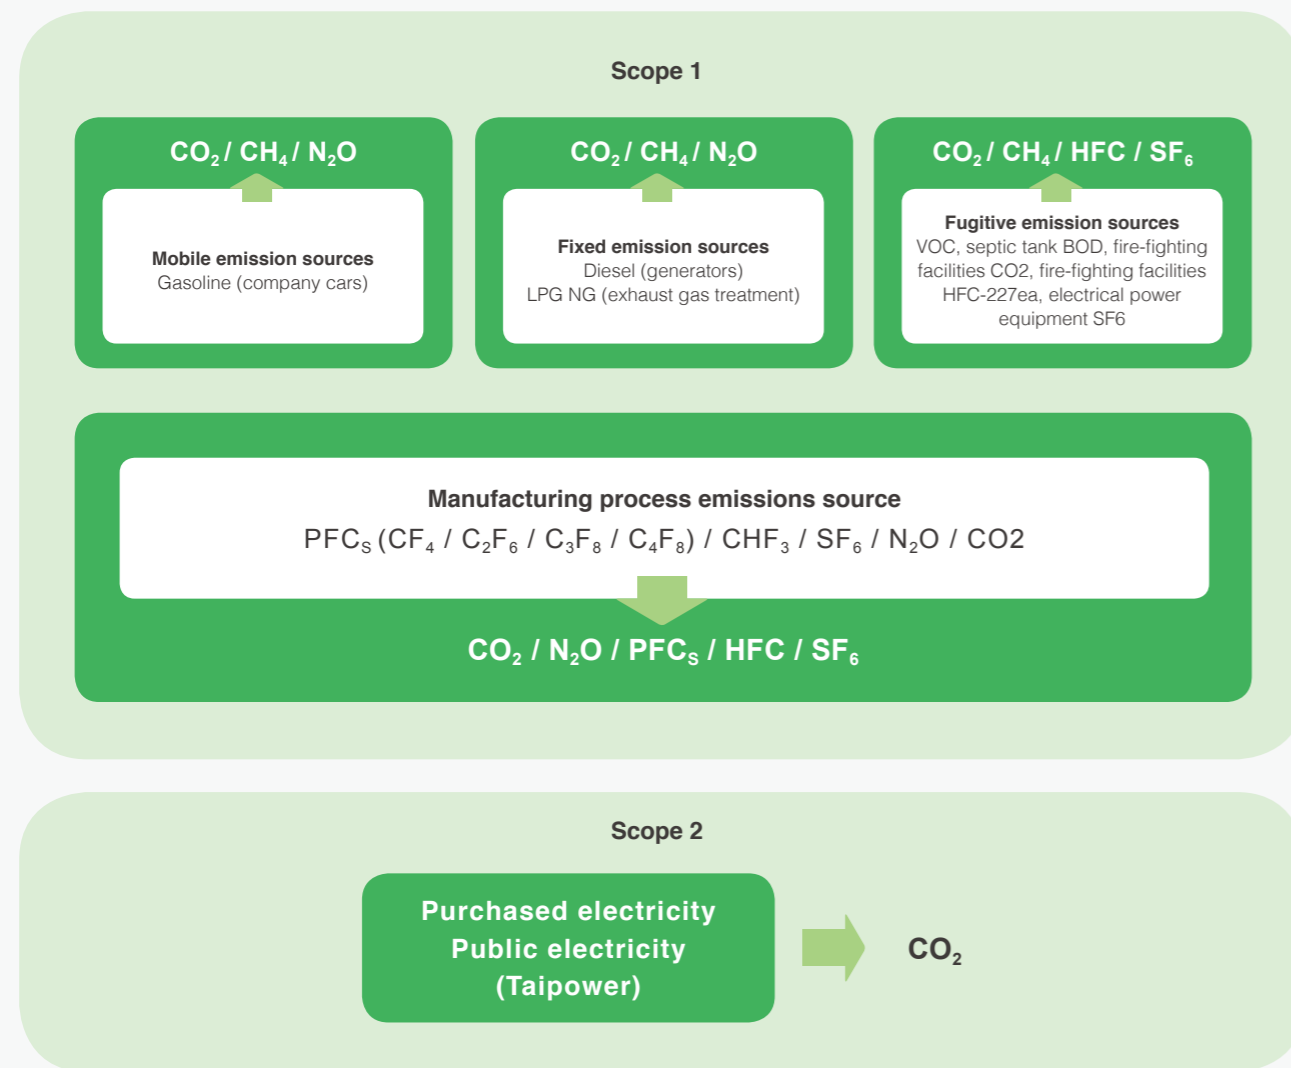 Scope 1
CO₂ / CH₄ / N₂O
Mobile emission sources
Gasoline (company cars)
CO₂ / CH₄ / N₂O
Fixed emission sources
Diesel (generators)
LPG NG (exhaust gas treatment)
CO₂ / CH₄ / HFC / SF₆
Fugitive emission sources
VOC, septic tank BOD, fire-fighting
facilities CO2, fire-fighting facilities
HFC-227ea, electrical power
equipment SF6
Manufacturing process emissions source
PFCₛ (CF₄ / C₂F₆ / C₃F₈ / C₄F₈) / CHF₃ / SF₆ / N₂O / CO2
CO₂ / N₂O / PFCₛ / HFC / SF₆
Scope 2
Purchased electricity
Public electricity
(Taipower)
CO₂